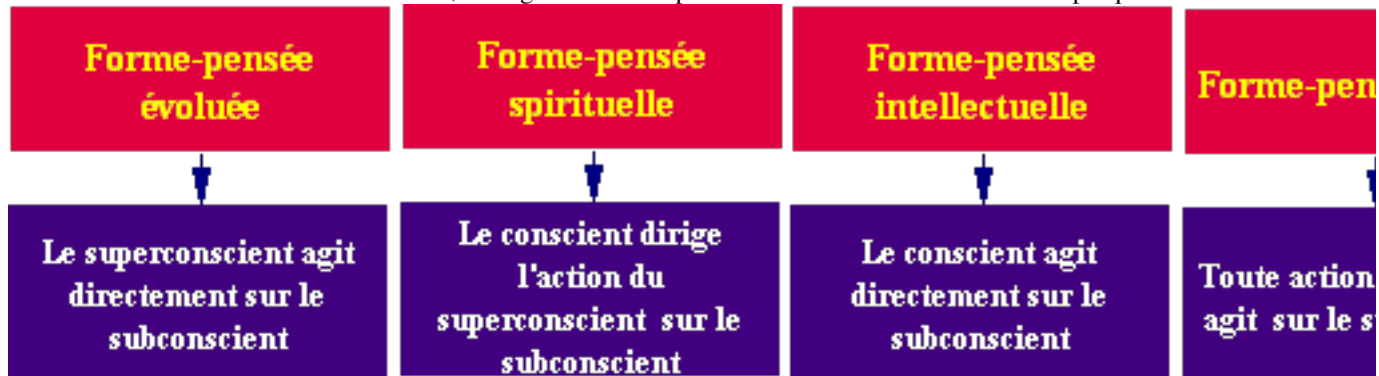 Forme-pensée
évoluée
Forme-pensée
spirituelle
Forme-pensée
intellectuelle
Le superconscient agit
directement sur le
subconscient
Le conscient dirige
l'action du
superconscient sur le
subconscient
Le conscient agit
directement sur le
subconscient
Toute action
agit sur le